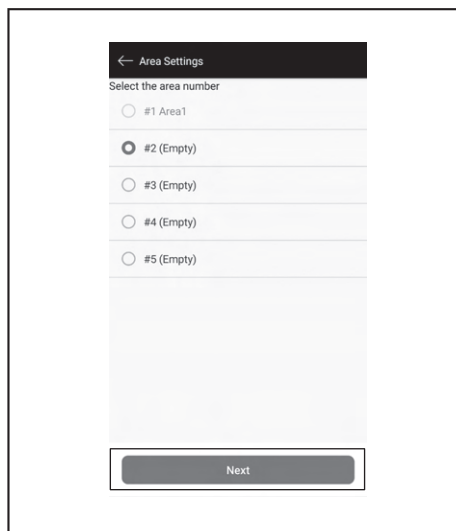 ← Area Settings
Select the area number
#1 Area1
#2 (Empty)
#3 (Empty)
#4 (Empty)
#5 (Empty)
Next